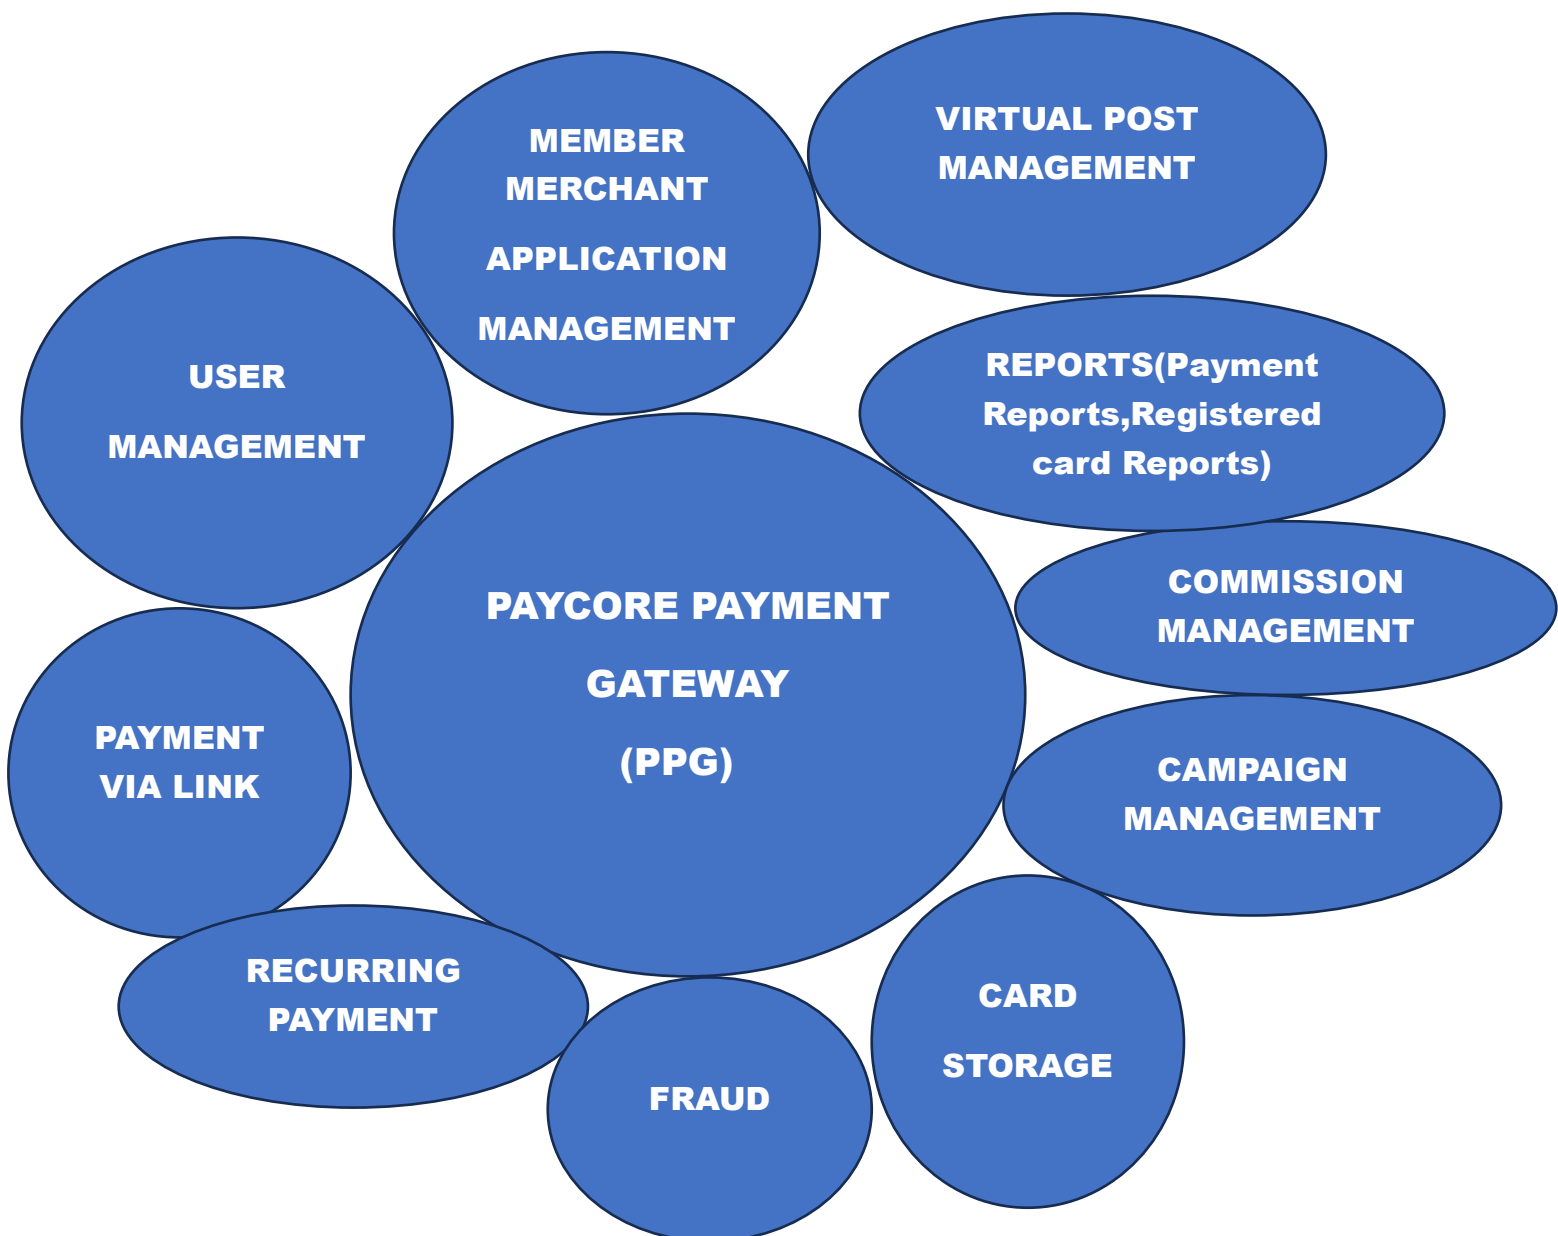 VIRTUAL POST
MANAGEMENT
MEMBER
MERCHANT
APPLICATION
MANAGEMENT
USER
MANAGEMENT
REPORTS(Payment
Reports,Registered
card Reports)
PAYCORE PAYMENT
GATEWAY
(PPG)
COMMISSION
MANAGEMENT
PAYMENT
VIA LINK
CAMPAIGN
MANAGEMENT
RECURRING
PAYMENT
CARD
STORAGE
FRAUD